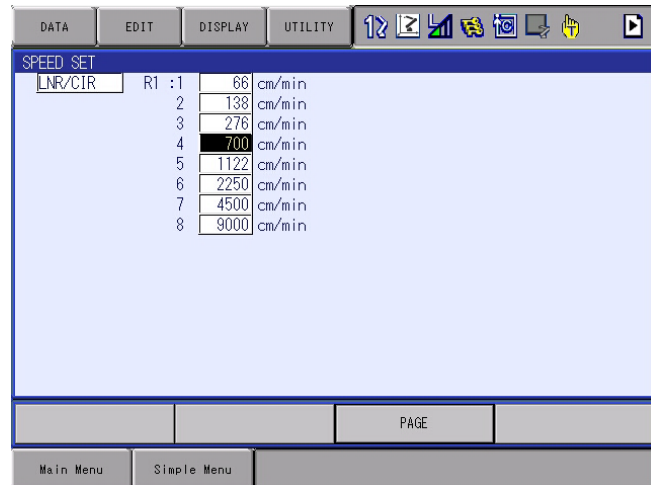 DATA EDIT DISPLAY UTILITY
SPEED SET
LNR/CIR R1 :1 66 cm/min
2 138 cm/min
3 276 cm/min
4 700 cm/min
5 1122 cm/min
6 2250 cm/min
7 4500 cm/min
8 9000 cm/min
PAGE
Main Menu Simple Menu